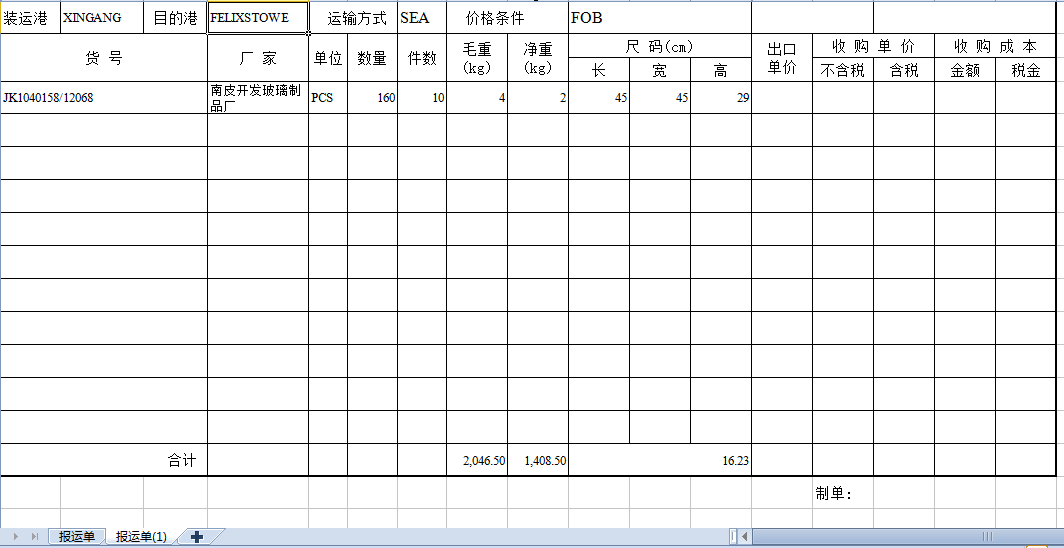 装运港 XINGANG 目的港 FELIXSTOWE 运输方式 SEA 价格条件 FOB
货 号 厂 家 单位 数量 件数 毛重(kg) 净重(kg) 尺 码(cm) 出口单价 收 购 单 价 收 购 成 本
长 宽 高 不含税 含税 金额 税金
JK1040158/12068 南皮开发玻璃制品厂 PCS 160 10 4 2 45 45 29
合计 2,046.50 1,408.50 16.23
制单:
报运单 报运单(1)